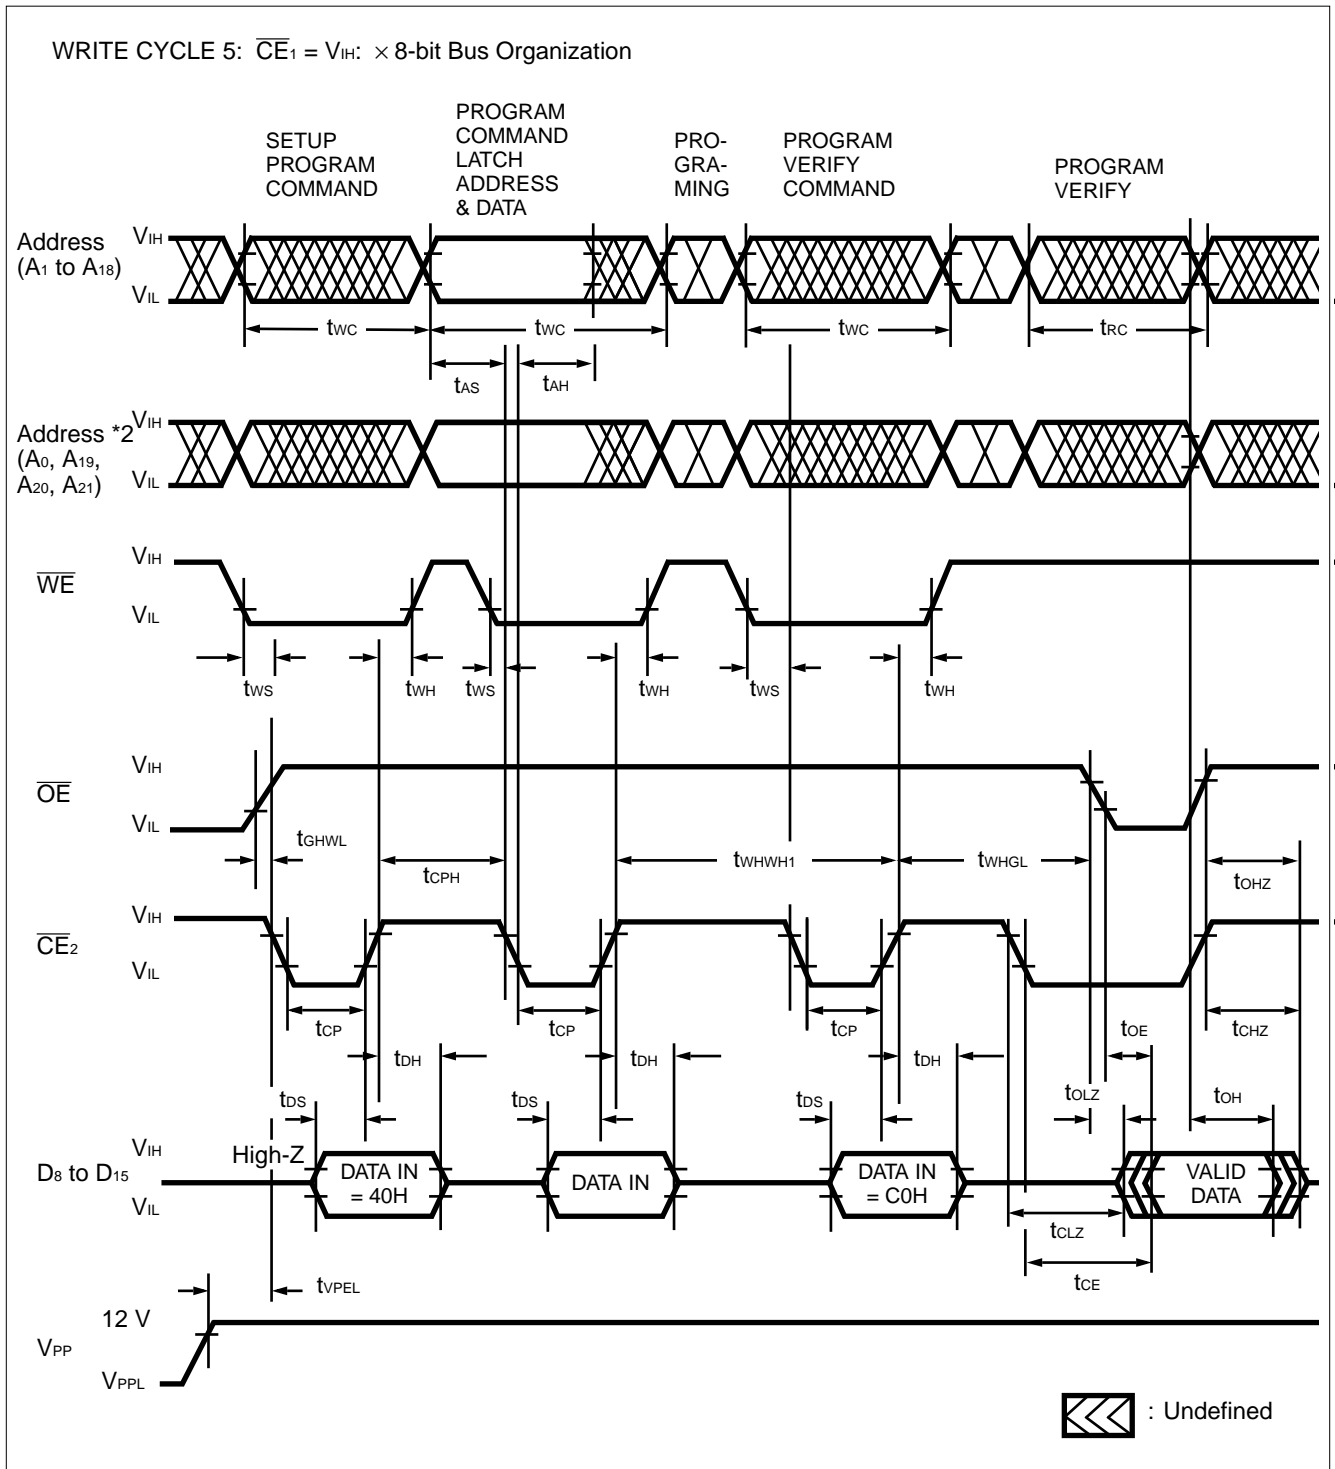 WRITE CYCLE 5: C̅E̅1 = VIH: × 8-bit Bus Organization
SETUP
PROGRAM
COMMAND
PROGRAM
COMMAND
LATCH
ADDRESS
& DATA
PRO-
GRA-
MING
PROGRAM
VERIFY
COMMAND
PROGRAM
VERIFY
Address
(A1 to A18)
VIH
VIL
tWC
tWC
tWC
tRC
tAS
tAH
Address *2
(A0, A19,
A20, A21)
VIH
VIL
W̅E̅
VIH
VIL
tWS
tWH
tWS
tWH
tWS
tWH
O̅E̅
VIH
VIL
tGHWL
tCPH
tWHWH1
tWHGL
tOHZ
C̅E̅2
VIH
VIL
tCP
tCP
tCP
tOE
tCHZ
tDH
tDH
tDH
tDS
tDS
tDS
tOLZ
tOH
D8 to D15
VIH
VIL
High-Z
DATA IN
= 40H
DATA IN
DATA IN
= C0H
VALID
DATA
tCLZ
tCE
tVPEL
VPP
12 V
VPPL
: Undefined